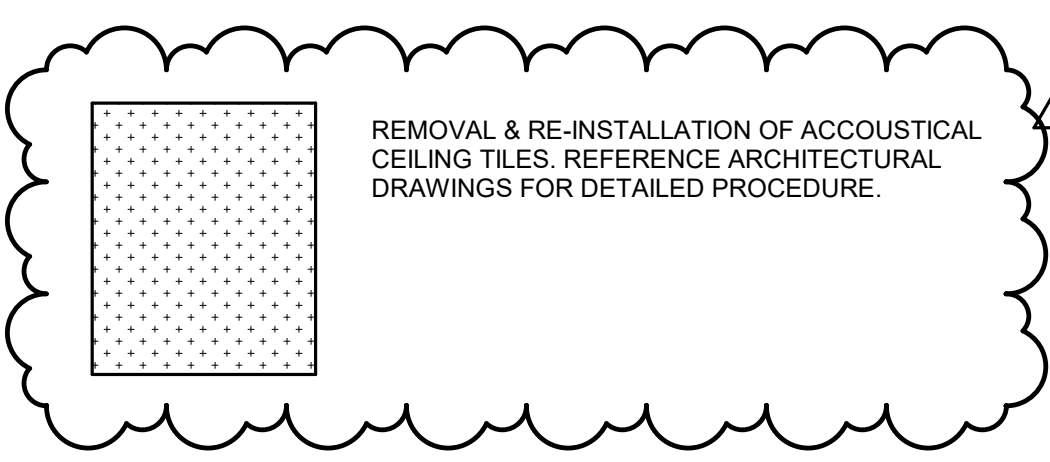 REMOVAL & RE-INSTALLATION OF ACCOUSTICAL
CEILING TILES. REFERENCE ARCHITECTURAL
DRAWINGS FOR DETAILED PROCEDURE.